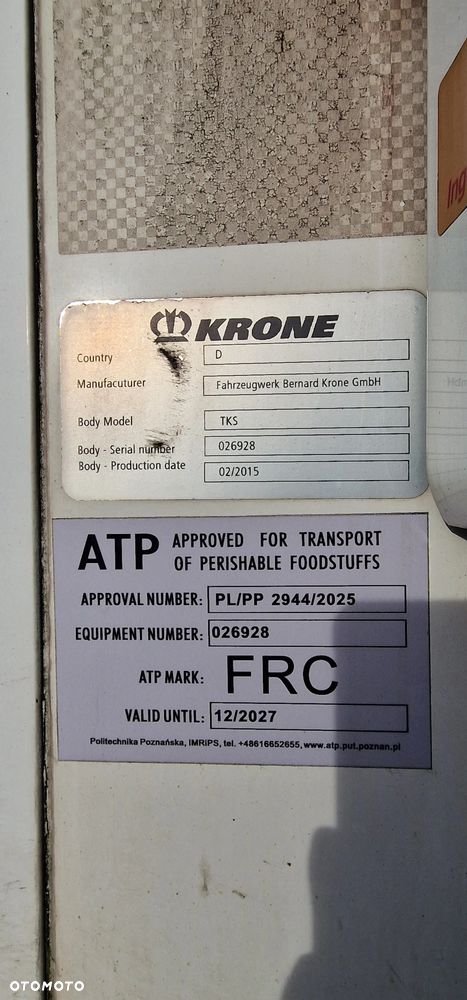 Ing
KRONE
Country D
Manufacuturer Fahrzeugwerk Bernard Krone GmbH
Body Model TKS
Body - Serial number 026928
Body - Production date 02/2015
ATP APPROVED FOR TRANSPORT
OF PERISHABLE FOODSTUFFS
APPROVAL NUMBER: PL/PP 2944/2025
EQUIPMENT NUMBER: 026928
ATP MARK: FRC
VALID UNTIL: 12/2027
Politechnika Poznańska, IMRiPS, tel. +48616652655, www.atp.put.poznan.pl
OTOMOTO